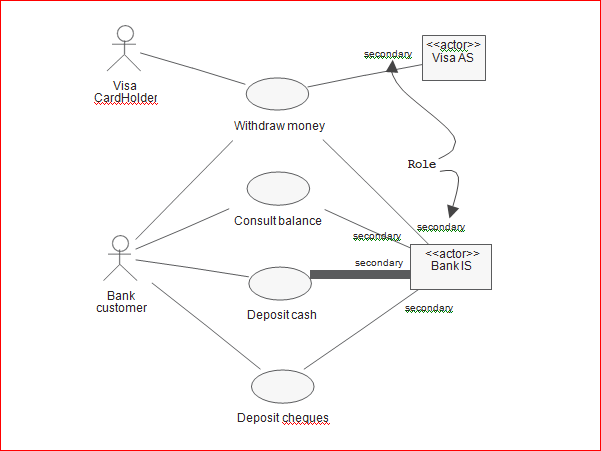 secondary
<<actor>>
Visa AS
Visa
CardHolder
Withdraw money
Role
Consult balance
secondary
secondary
<<actor>>
Bank IS
secondary
Bank
customer
Deposit cash
secondary
Deposit cheques